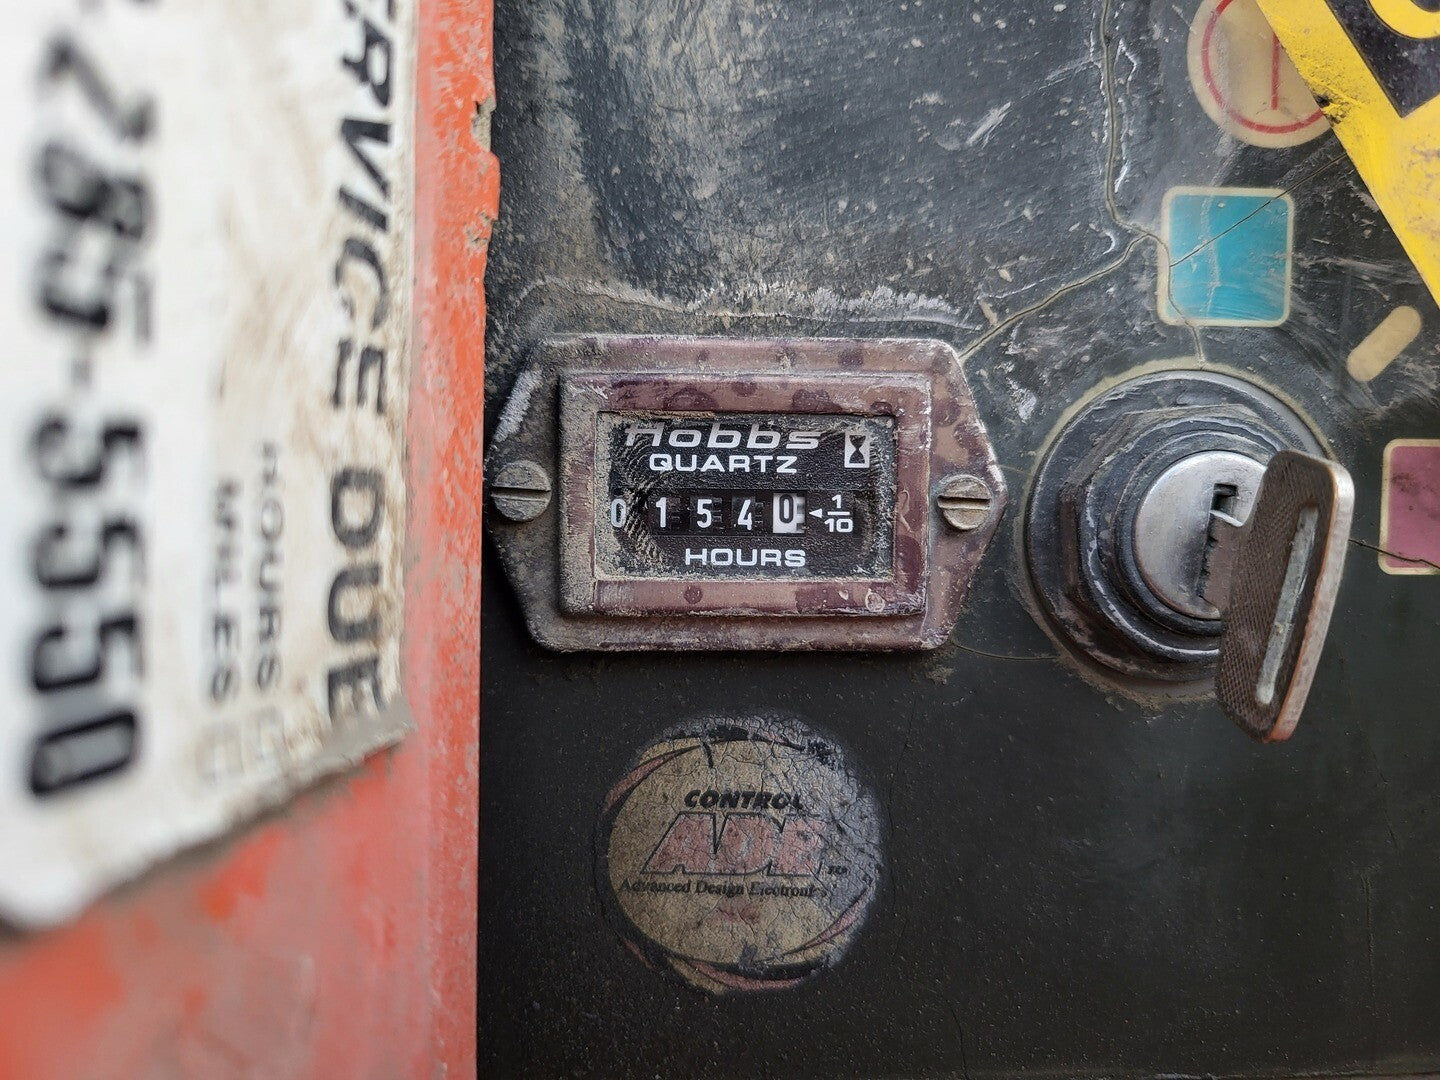 SERVICE DUE
HOURS
MILES
285-5550
Hobbs
QUARTZ
0 1 5 4 0 1/10
HOURS
CONTROL
ADE
Advanced Design Electronics